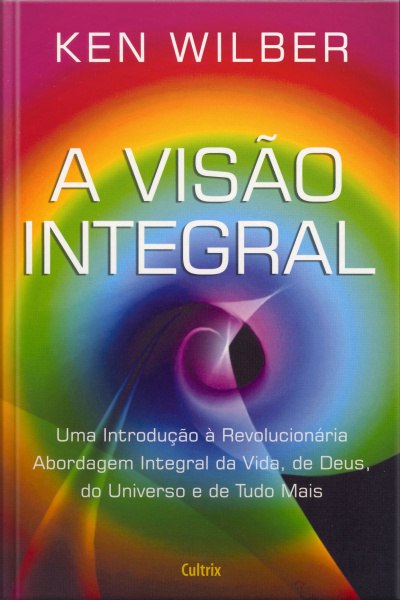 KEN WILBER
A VISÃO
INTEGRAL
Uma Introdução à Revolucionária
Abordagem Integral da Vida, de Deus,
do Universo e de Tudo Mais
Cultrix